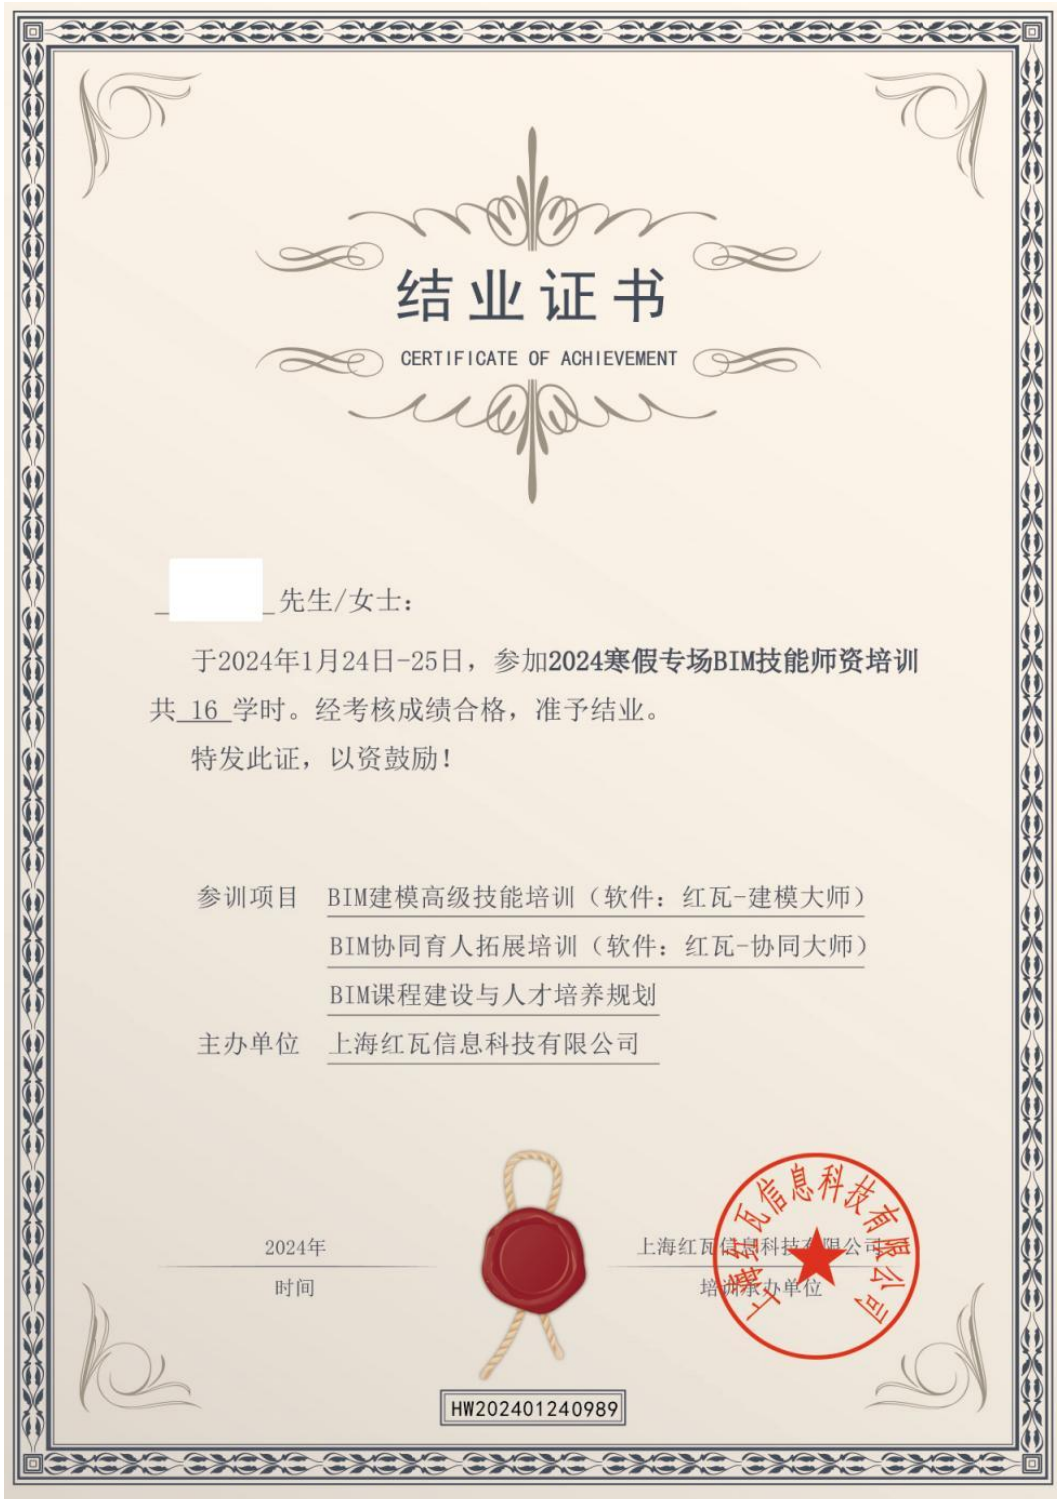 结业证书
CERTIFICATE OF ACHIEVEMENT
先生/女士：
于2024年1月24日-25日，参加2024寒假专场BIM技能师资培训
共 16 学时。经考核成绩合格，准予结业。
特发此证，以资鼓励！
参训项目 BIM建模高级技能培训（软件：红瓦-建模大师）
BIM协同育人拓展培训（软件：红瓦-协同大师）
BIM课程建设与人才培养规划
主办单位 上海红瓦信息科技有限公司
2024年
时间
上海红瓦信息科技有限公司
培训承办单位
上海红瓦信息科技有限公司
HW202401240989